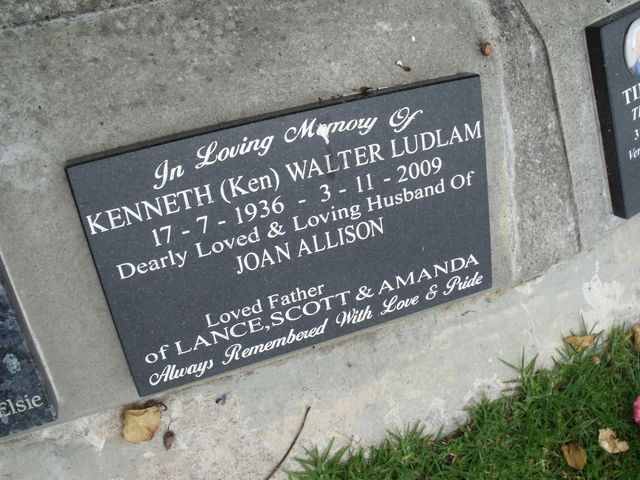 In Loving Memory Of
KENNETH (Ken) WALTER LUDLAM
17 - 7 - 1936 - 3 - 11 - 2009
Dearly Loved & Loving Husband Of
JOAN ALLISON
Loved Father
of LANCE, SCOTT & AMANDA
Always Remembered With Love & Pride
Elsie